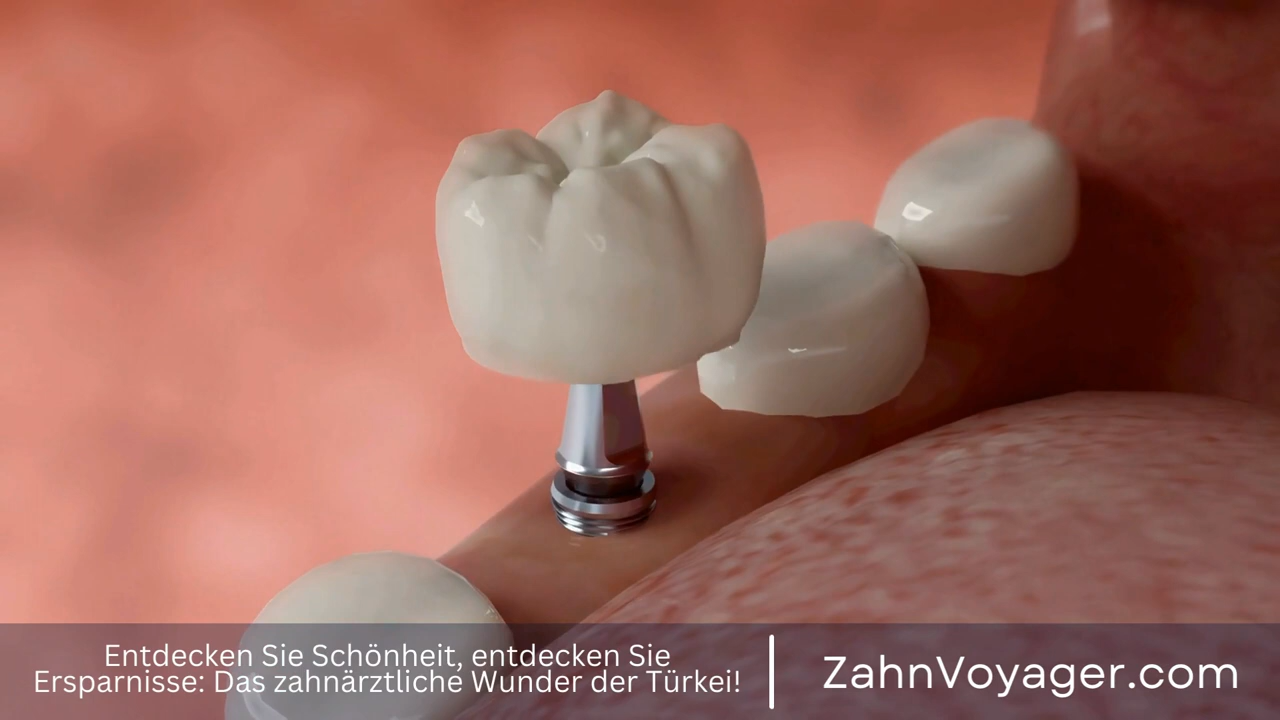 Entdecken Sie Schönheit, entdecken Sie
Ersparnisse: Das zahnärztliche Wunder der Türkei!
ZahnVoyager.com